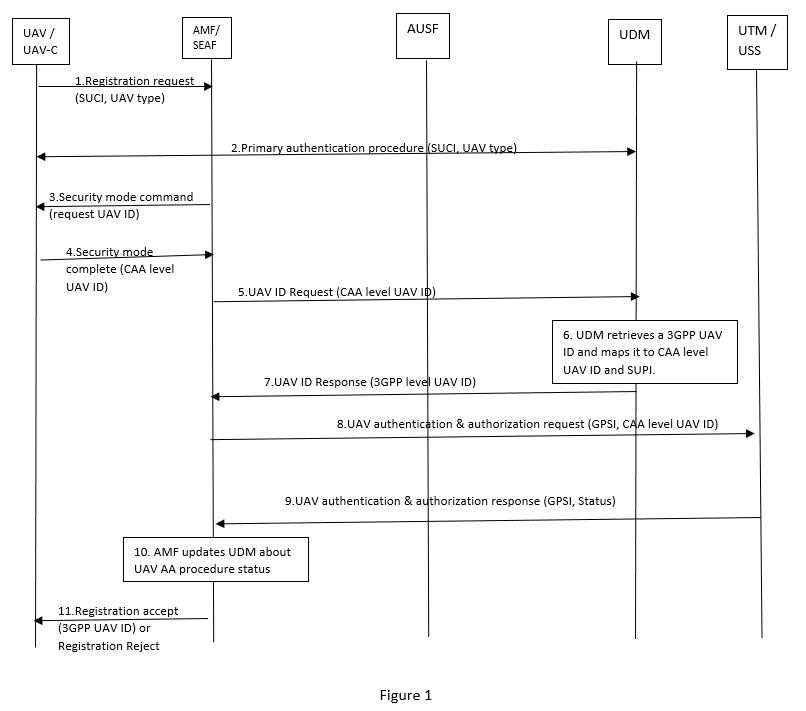 UAV /
UAV-C
AMF/
SEAF
AUSF
UDM
UTM /
USS
1.Registration request
(SUCI, UAV type)
2.Primary authentication procedure (SUCI, UAV type)
3.Security mode command
(request UAV ID)
4.Security mode
complete (CAA level
UAV ID)
5.UAV ID Request (CAA level UAV ID)
6. UDM retrieves a 3GPP UAV
ID and maps it to CAA level
UAV ID and SUPI.
7.UAV ID Response (3GPP level UAV ID)
8.UAV authentication & authorization request (GPSI, CAA level UAV ID)
9.UAV authentication & authorization response (GPSI, Status)
10. AMF updates UDM about
UAV AA procedure status
11.Registration accept
(3GPP UAV ID) or
Registration Reject
Figure 1